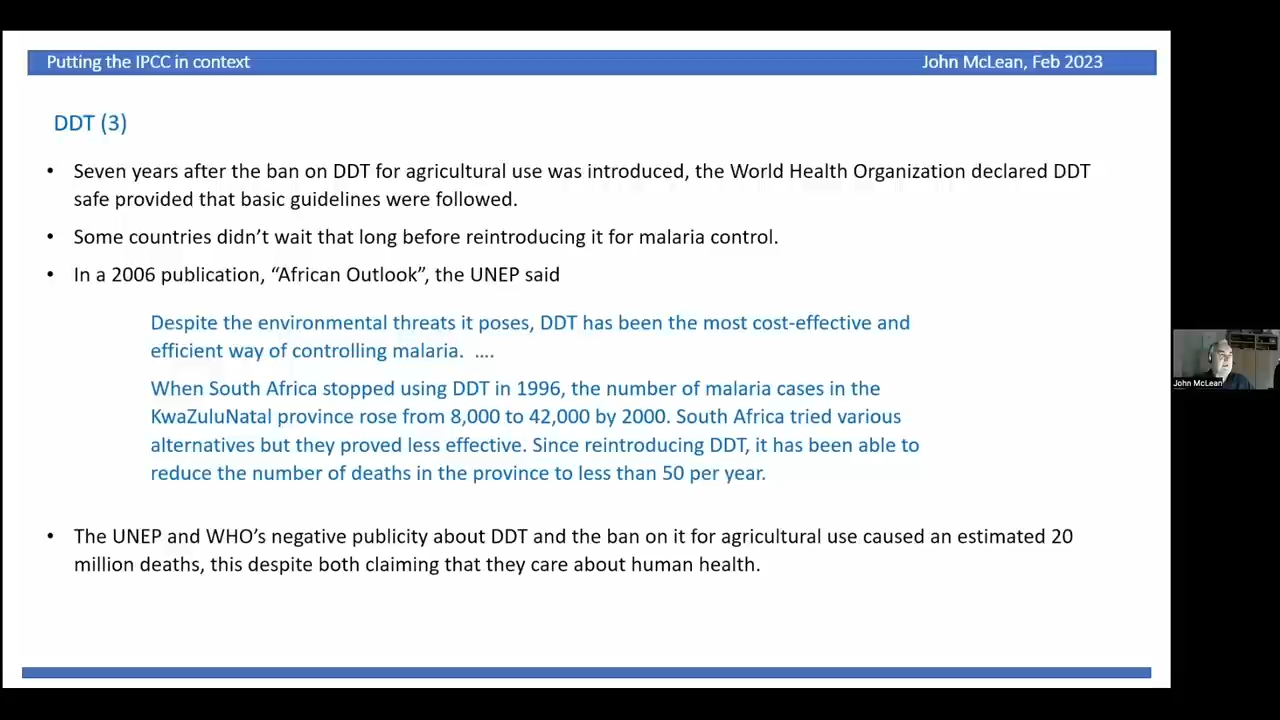 Putting the IPCC in context
John McLean, Feb 2023
DDT (3)
• Seven years after the ban on DDT for agricultural use was introduced, the World Health Organization declared DDT
safe provided that basic guidelines were followed.
• Some countries didn’t wait that long before reintroducing it for malaria control.
• In a 2006 publication, “African Outlook”, the UNEP said
Despite the environmental threats it poses, DDT has been the most cost-effective and
efficient way of controlling malaria. ....
When South Africa stopped using DDT in 1996, the number of malaria cases in the
KwaZuluNatal province rose from 8,000 to 42,000 by 2000. South Africa tried various
alternatives but they proved less effective. Since reintroducing DDT, it has been able to
reduce the number of deaths in the province to less than 50 per year.
• The UNEP and WHO’s negative publicity about DDT and the ban on it for agricultural use caused an estimated 20
million deaths, this despite both claiming that they care about human health.
John McLean